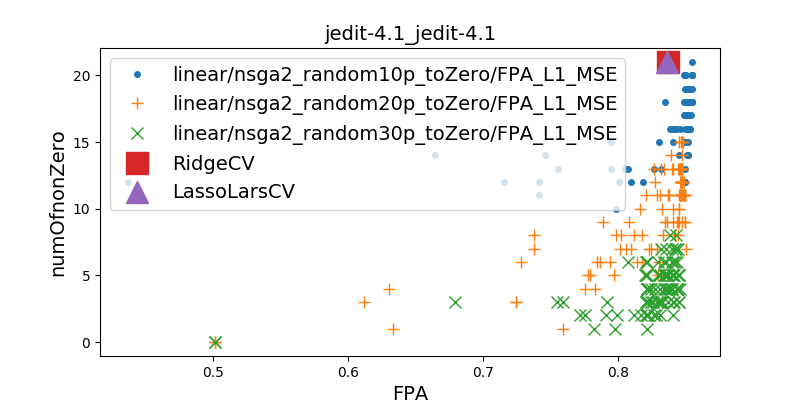 jedit-4.1_jedit-4.1
linear/nsga2_random10p_toZero/FPA_L1_MSE
linear/nsga2_random20p_toZero/FPA_L1_MSE
linear/nsga2_random30p_toZero/FPA_L1_MSE
RidgeCV
LassoLarsCV
numOfnonZero
20
15
10
5
0
0.5 0.6 0.7 0.8
FPA